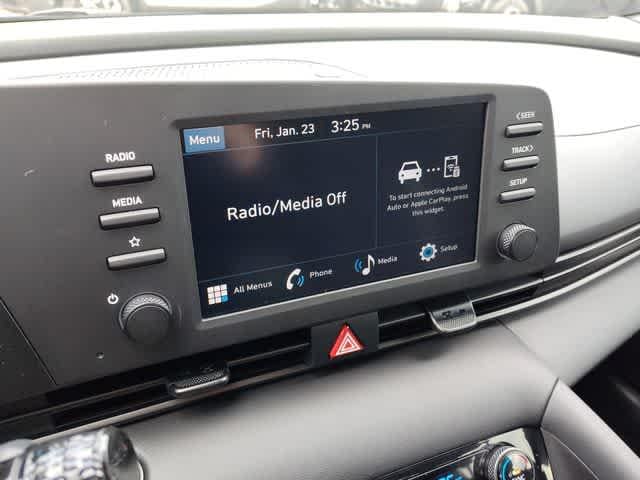 RADIO
MEDIA
Menu
Fri, Jan. 23
3:25 PM
Radio/Media Off
To start connecting Android
Auto or Apple CarPlay, press
this widget.
All Menus
Phone
Media
Setup
< SEEK
TRACK >
SETUP